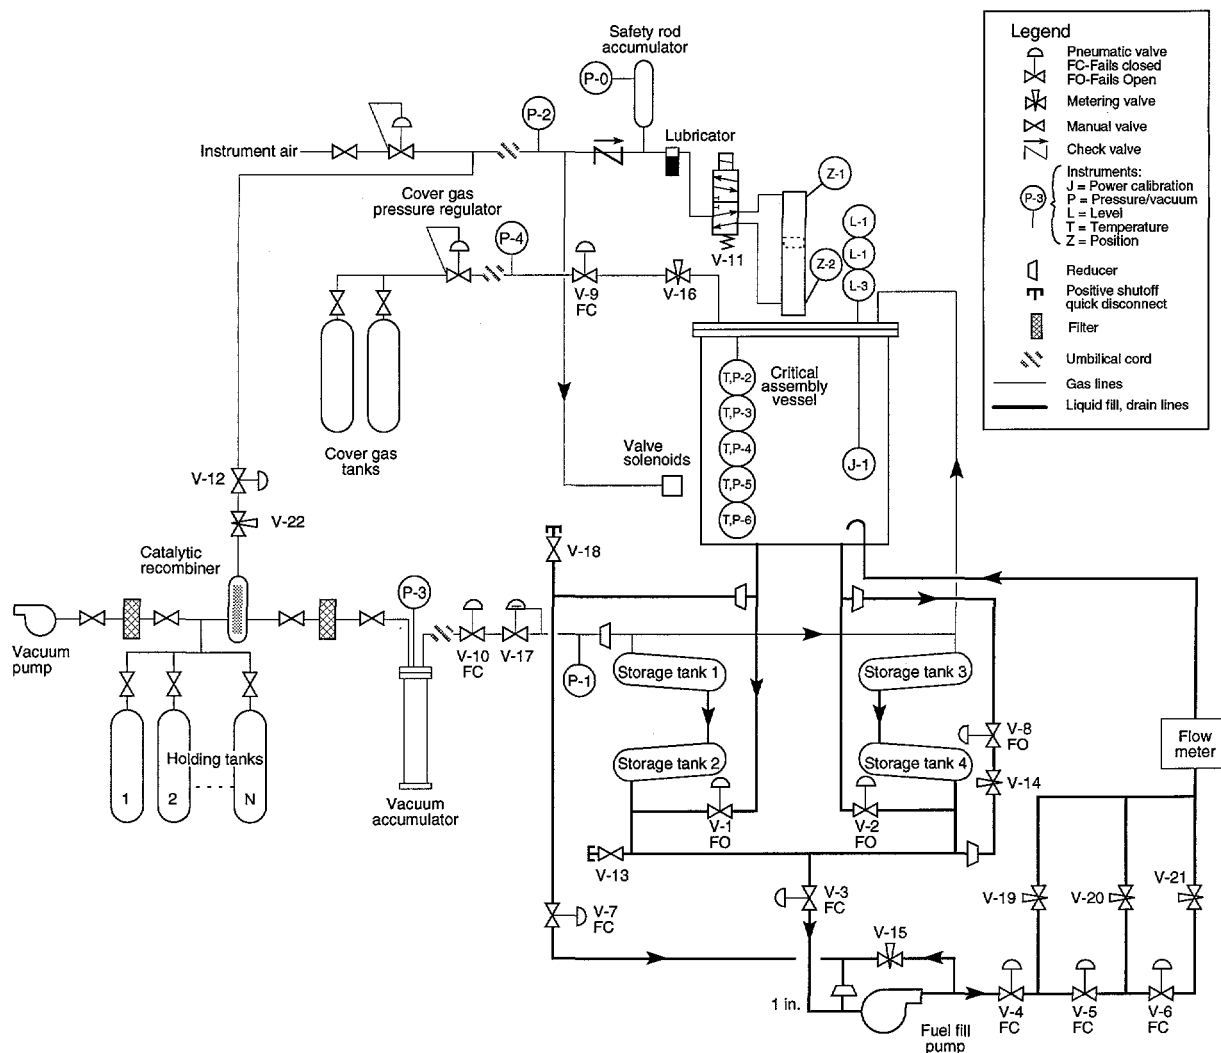 Safety rod
accumulator
P-0
P-2
Lubricator
Instrument air
Z-1
Cover gas
pressure regulator
P-4
L-1
L-1
L-3
Z-2
V-11
V-9
FC
V-16
Critical
assembly
vessel
T,P-2
T,P-3
T,P-4
T,P-5
T,P-6
J-1
Cover gas
tanks
Valve
solenoids
V-12
V-22
V-18
Catalytic
recombiner
P-3
Vacuum
pump
V-10
FC
V-17
P-1
Storage tank 1
Storage tank 3
Storage tank 2
Storage tank 4
V-8
FO
V-14
Flow
meter
Holding tanks
1
2
N
Vacuum
accumulator
V-1
FO
V-2
FO
V-13
V-3
FC
V-7
FC
V-19
V-20
V-21
V-15
1 in.
Fuel fill
pump
V-4
FC
V-5
FC
V-6
FC
Legend
Pneumatic valve
FC-Fails closed
FO-Fails Open
Metering valve
Manual valve
Check valve
P-3
Instruments:
J = Power calibration
P = Pressure/vacuum
L = Level
T = Temperature
Z = Position
Reducer
Positive shutoff
quick disconnect
Filter
Umbilical cord
Gas lines
Liquid fill, drain lines